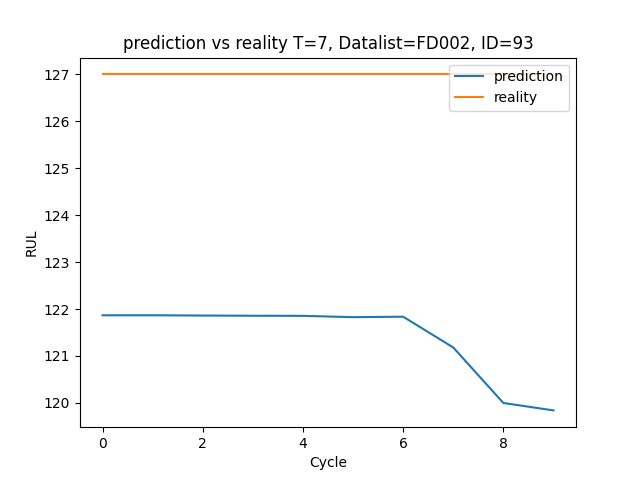 prediction vs reality T=7, Datalist=FD002, ID=93
127
126
125
124
123
122
121
120
RUL
prediction
reality
0 2 4 6 8
Cycle